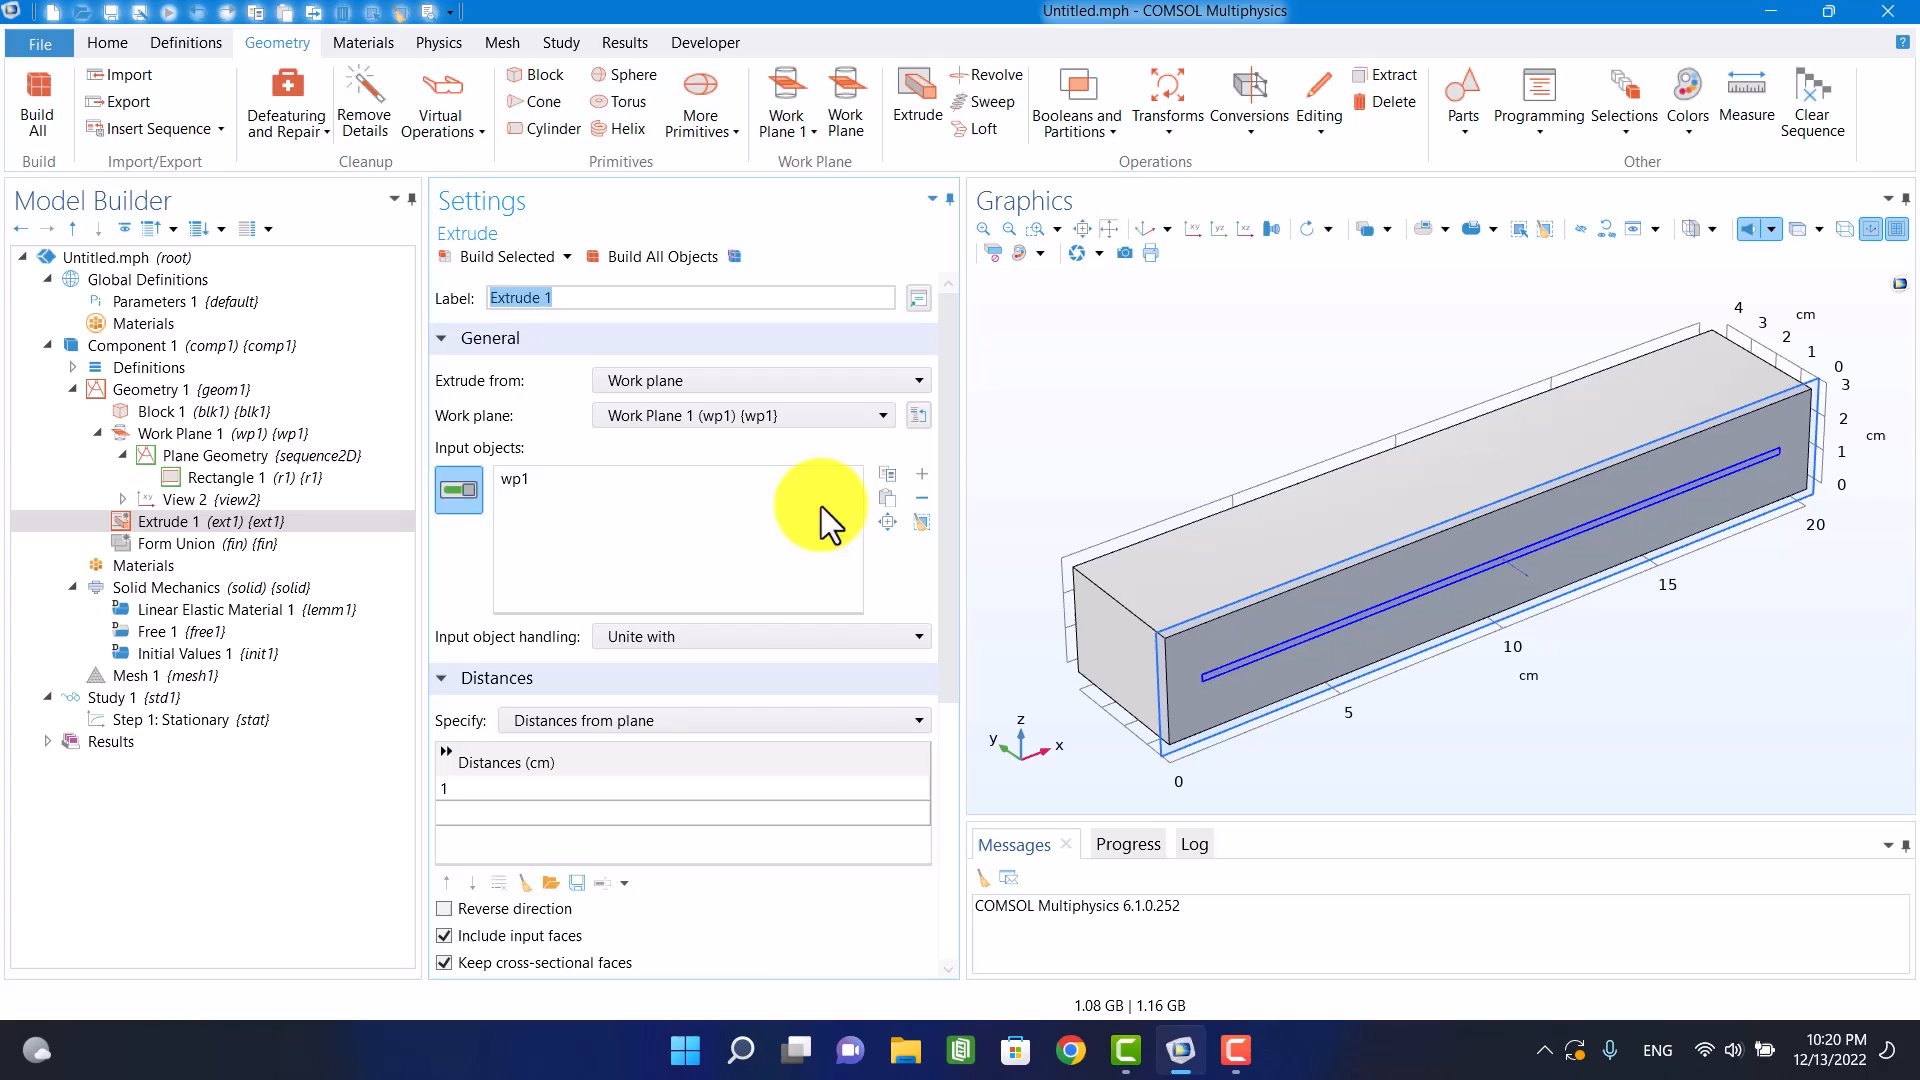 Untitled.mph - COMSOL Multiphysics
File
Home
Definitions
Geometry
Materials
Physics
Mesh
Study
Results
Developer
Build
All
Build
Import
Export
Insert Sequence
Import/Export
Defeaturing
and Repair
Remove
Details
Virtual
Operations
Cleanup
Block
Cone
Cylinder
Sphere
Torus
Helix
More
Primitives
Primitives
Work
Plane 1
Work
Plane
Work Plane
Extrude
Revolve
Sweep
Loft
Booleans and
Partitions
Transforms
Conversions
Editing
Extract
Delete
Operations
Parts
Programming
Selections
Colors
Measure
Clear
Sequence
Other
Model Builder
Untitled.mph (root)
Global Definitions
Pi Parameters 1 {default}
Materials
Component 1 (comp1) {comp1}
Definitions
Geometry 1 {geom1}
Block 1 (blk1) {blk1}
Work Plane 1 (wp1) {wp1}
Plane Geometry {sequence2D}
Rectangle 1 (r1) {r1}
xy View 2 {view2}
Extrude 1 (ext1) {ext1}
Form Union (fin) {fin}
Materials
Solid Mechanics (solid) {solid}
D Linear Elastic Material 1 {lemm1}
D Free 1 {free1}
D Initial Values 1 {init1}
Mesh 1 {mesh1}
Study 1 {std1}
Step 1: Stationary {stat}
Results
Settings
Extrude
Build Selected
Build All Objects
Label: Extrude 1
General
Extrude from: Work plane
Work plane: Work Plane 1 (wp1) {wp1}
Input objects:
wp1
Input object handling: Unite with
Distances
Specify: Distances from plane
Distances (cm)
1
Reverse direction
Include input faces
Keep cross-sectional faces
Graphics
xy yz xz
4
3
2
1
0
cm
3
2
1
0
cm
20
15
10
5
0
cm
z
y
x
Messages
Progress
Log
COMSOL Multiphysics 6.1.0.252
1.08 GB | 1.16 GB
ENG
10:20 PM
12/13/2022